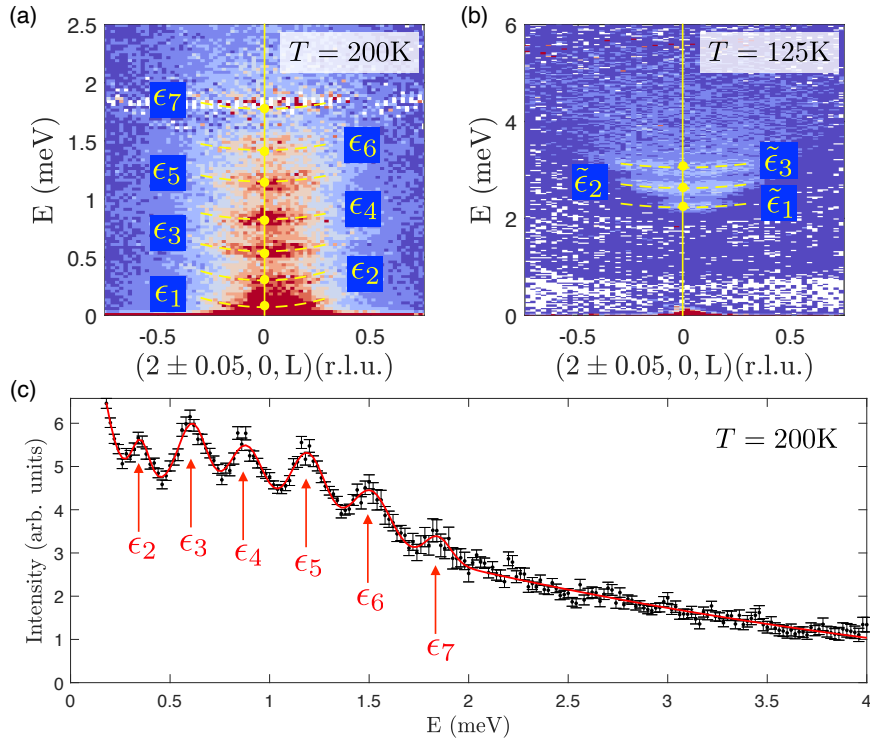 (a)
T = 200K
E (meV)
2.5
2
1.5
1
0.5
0
ϵ₇
ϵ₆
ϵ₅
ϵ₄
ϵ₃
ϵ₂
ϵ₁
-0.5 0 0.5
(2 ± 0.05, 0, L)(r.l.u.)
(b)
T = 125K
E (meV)
6
5
4
3
2
1
0
ϵ̃₃
ϵ̃₂
ϵ̃₁
-0.5 0 0.5
(2 ± 0.05, 0, L)(r.l.u.)
(c)
T = 200K
Intensity (arb. units)
6
5
4
3
2
1
0
ϵ₂
ϵ₃
ϵ₄
ϵ₅
ϵ₆
ϵ₇
0 0.5 1 1.5 2 2.5 3 3.5 4
E (meV)